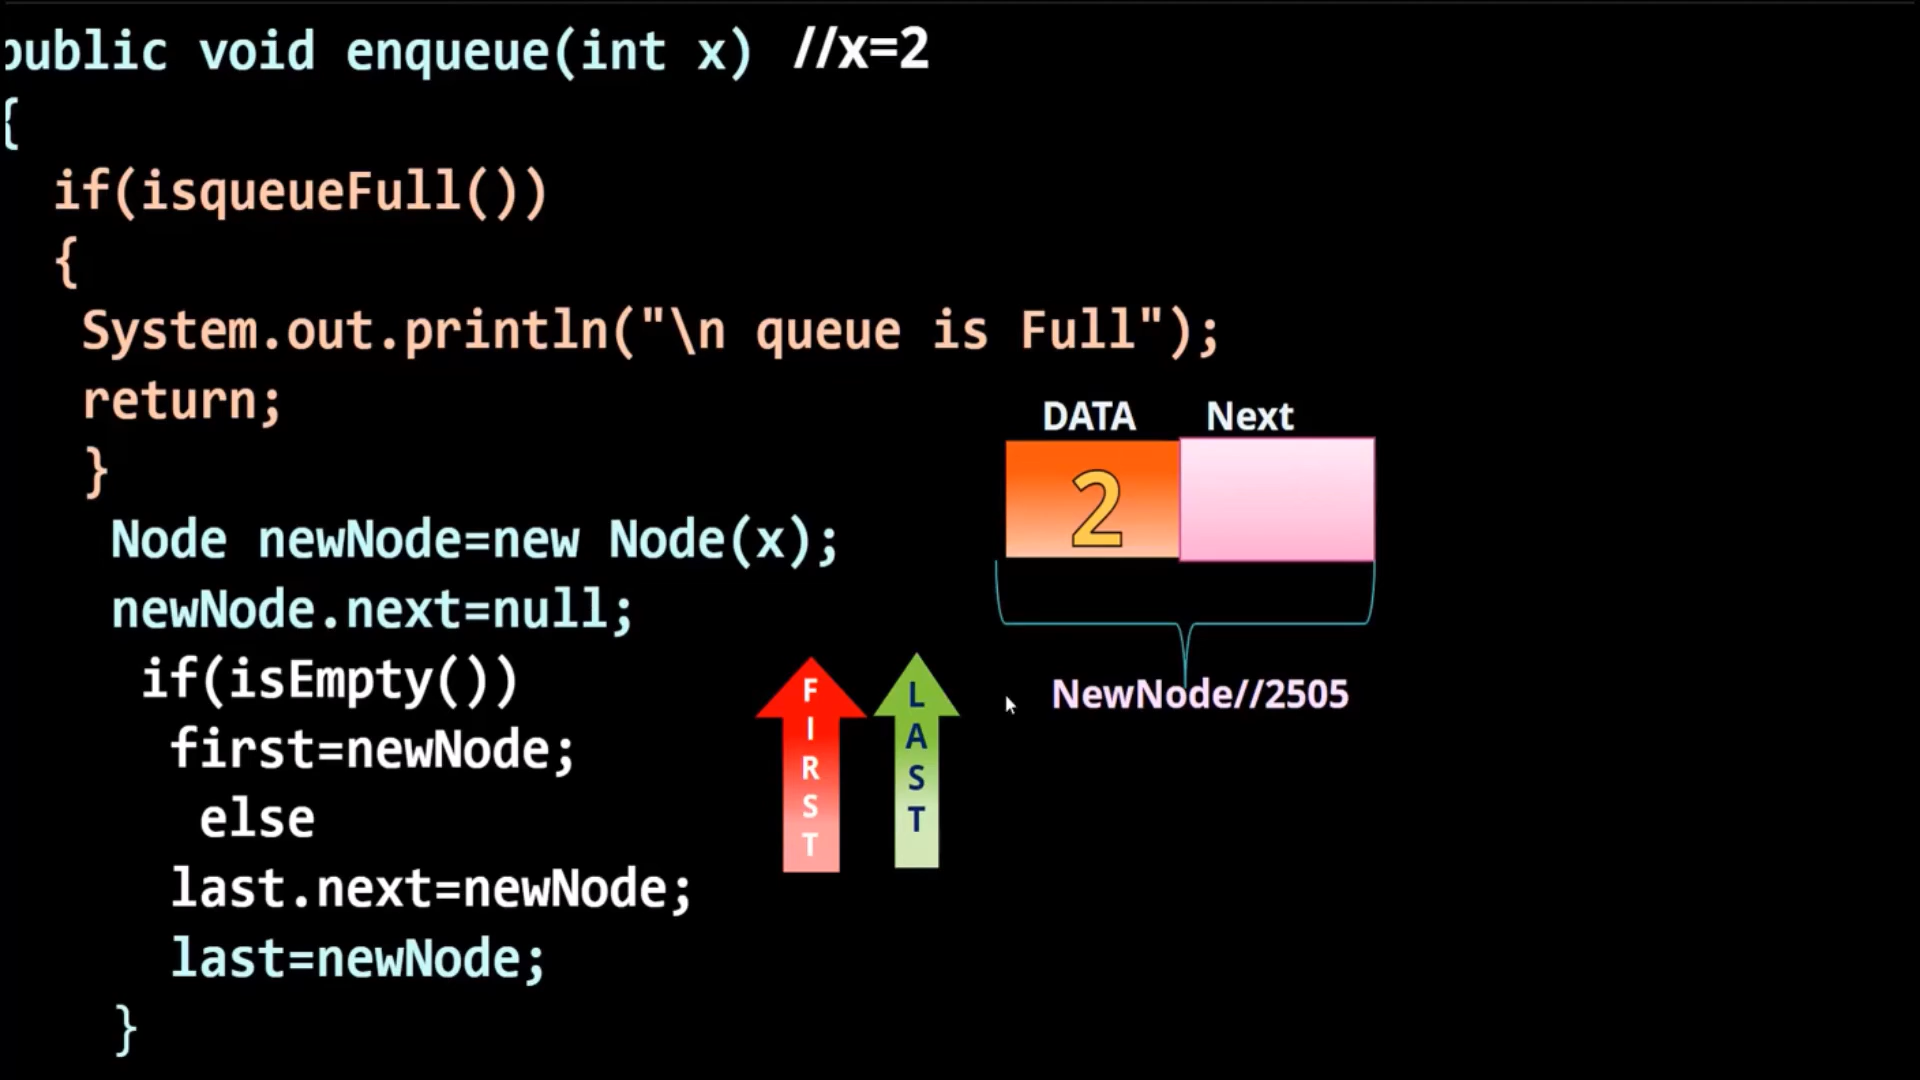 public void enqueue(int x) //x=2
{
if(isqueueFull())
{
System.out.println("\n queue is Full");
return;
}
Node newNode=new Node(x);
newNode.next=null;
if(isEmpty())
first=newNode;
else
last.next=newNode;
last=newNode;
}
DATA Next
2
NewNode//2505
FIRST
LAST